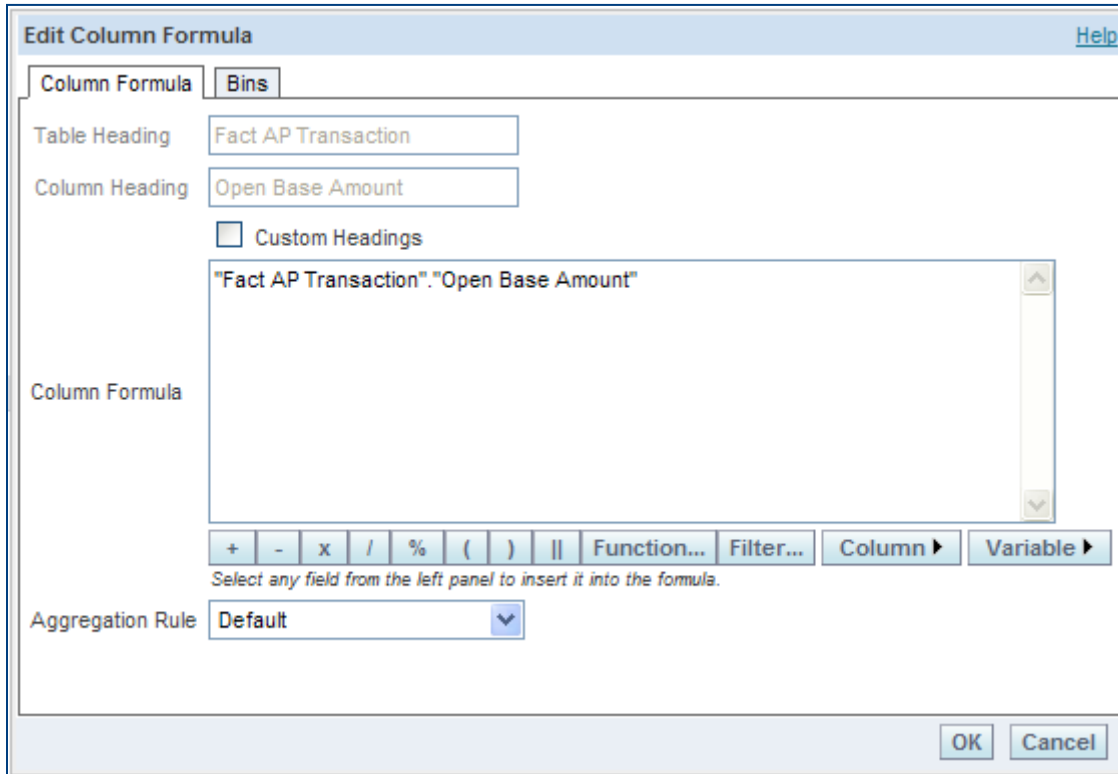 Edit Column Formula Help
Column Formula Bins
Table Heading Fact AP Transaction
Column Heading Open Base Amount
Custom Headings
"Fact AP Transaction"."Open Base Amount"
Column Formula
+ - x / % ( ) || Function... Filter... Column Variable
Select any field from the left panel to insert it into the formula.
Aggregation Rule Default
OK Cancel